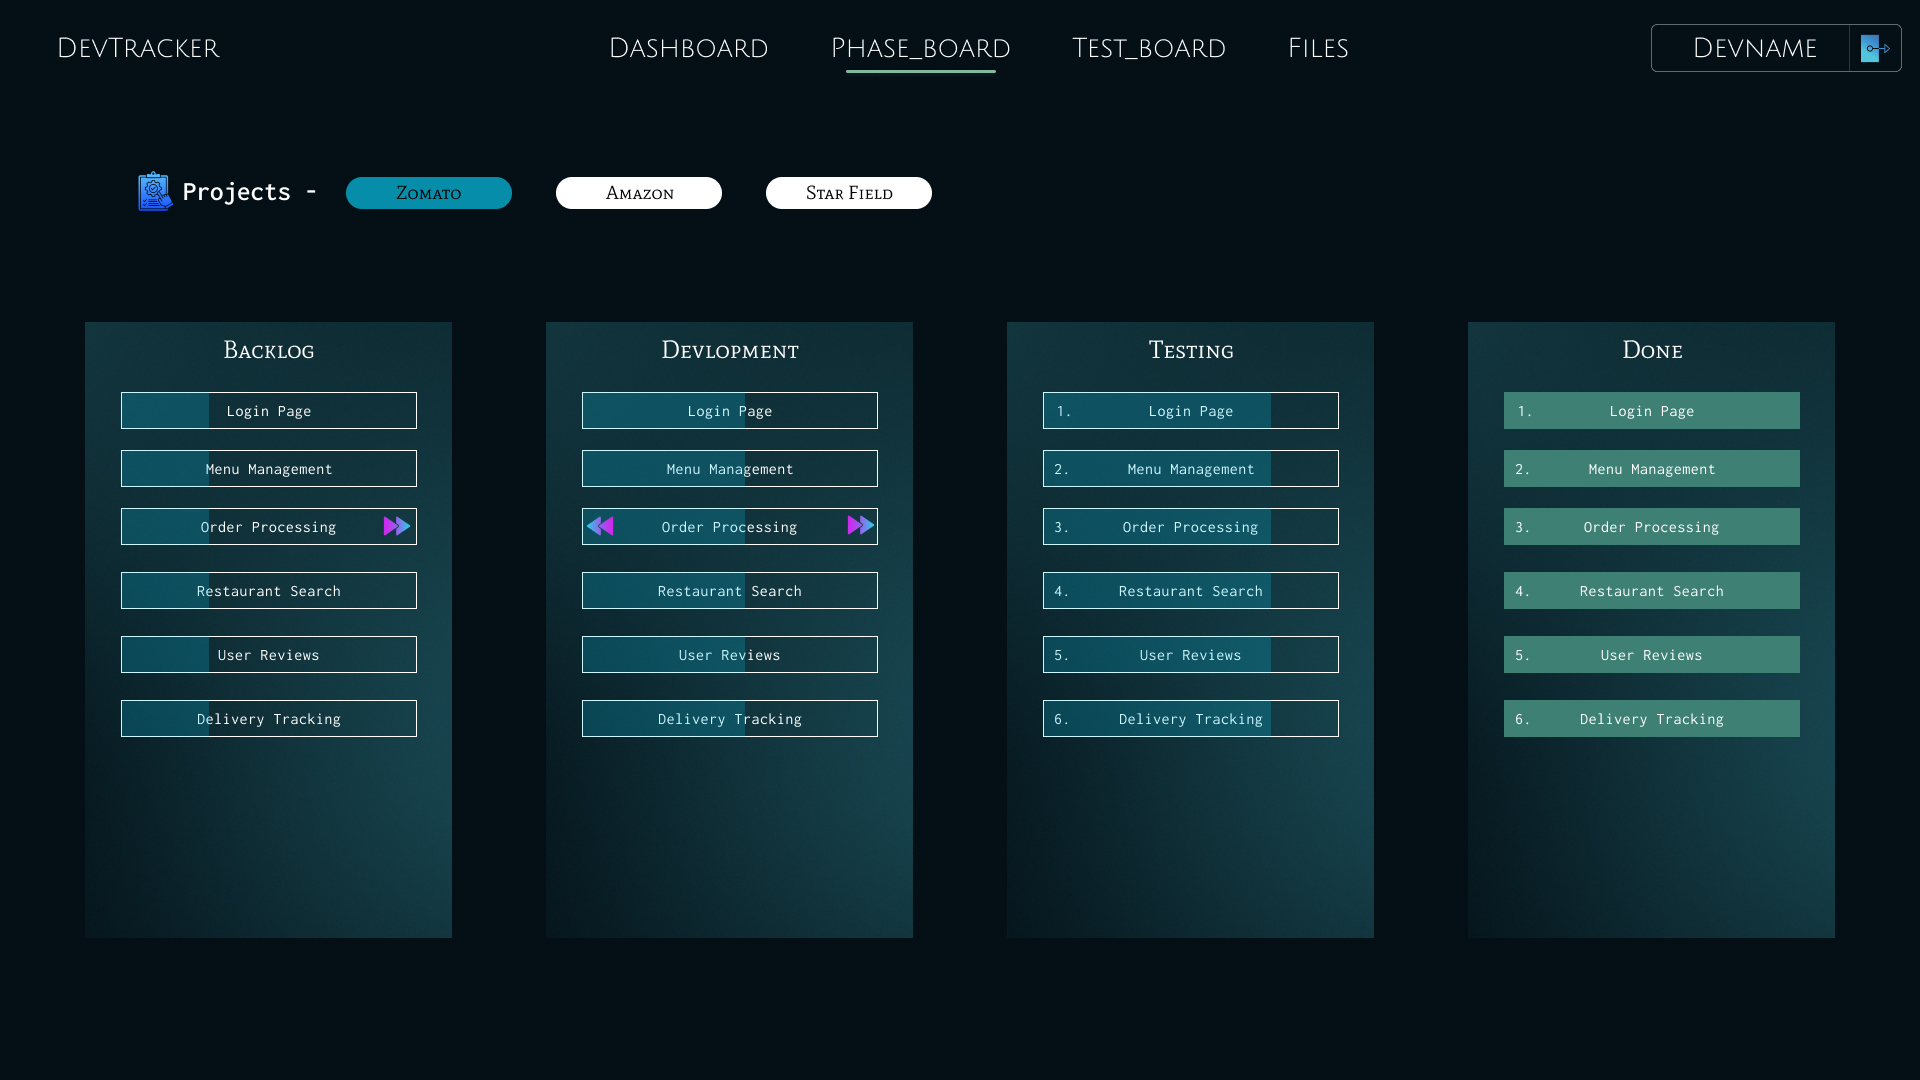 DevTracker
Dashboard
Phase_board
Test_board
Files
Devname
Projects -
Zomato
Amazon
Star Field
Backlog
Login Page
Menu Management
Order Processing
Restaurant Search
User Reviews
Delivery Tracking
Devlopment
Login Page
Menu Management
Order Processing
Restaurant Search
User Reviews
Delivery Tracking
Testing
1. Login Page
2. Menu Management
3. Order Processing
4. Restaurant Search
5. User Reviews
6. Delivery Tracking
Done
1. Login Page
2. Menu Management
3. Order Processing
4. Restaurant Search
5. User Reviews
6. Delivery Tracking